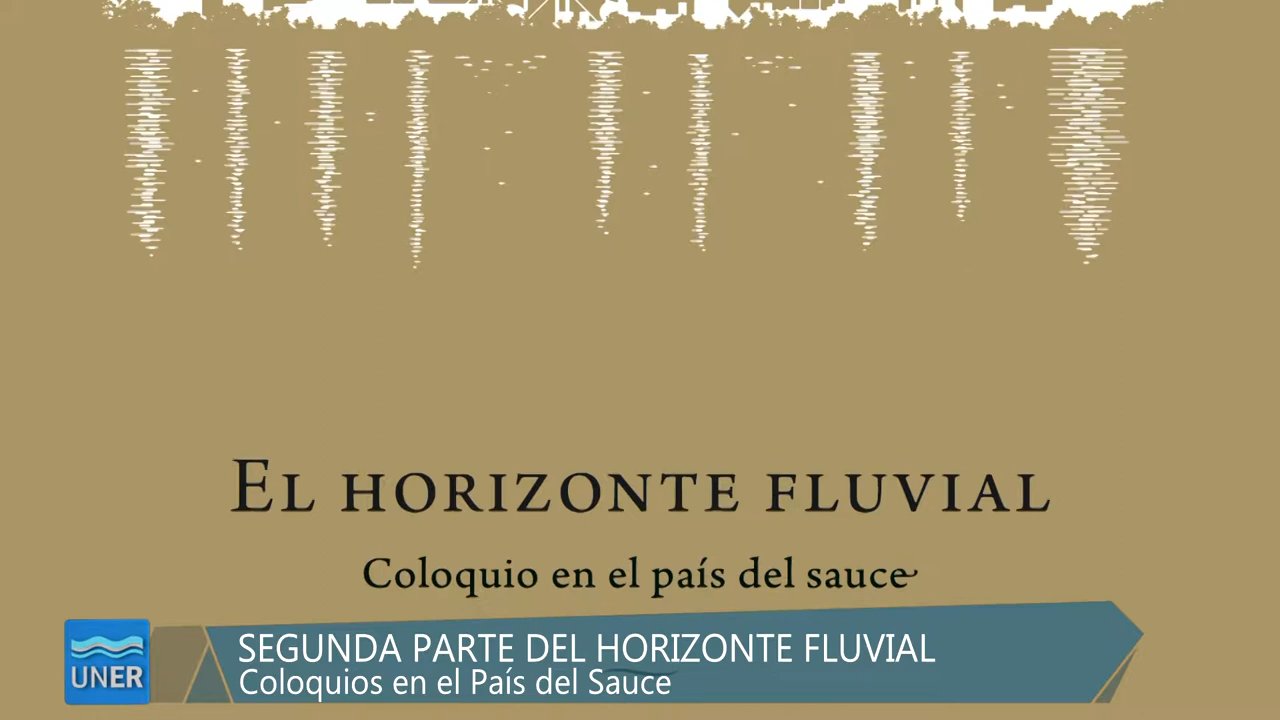 El horizonte fluvial
Coloquio en el país del sauce
SEGUNDA PARTE DEL HORIZONTE FLUVIAL
Coloquios en el País del Sauce
UNER